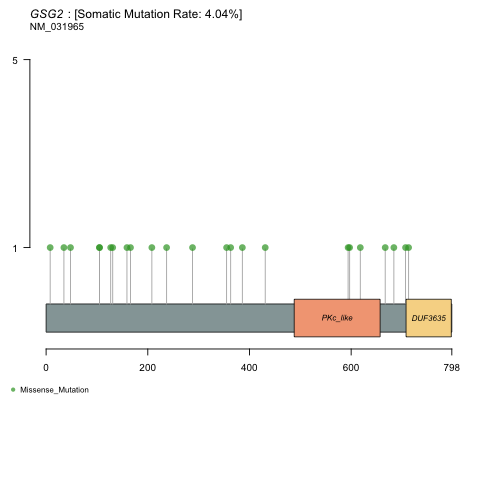 GSG2 : [Somatic Mutation Rate: 4.04%]
NM_031965
5
1
PKc_like
DUF3635
0 200 400 600 798
Missense_Mutation